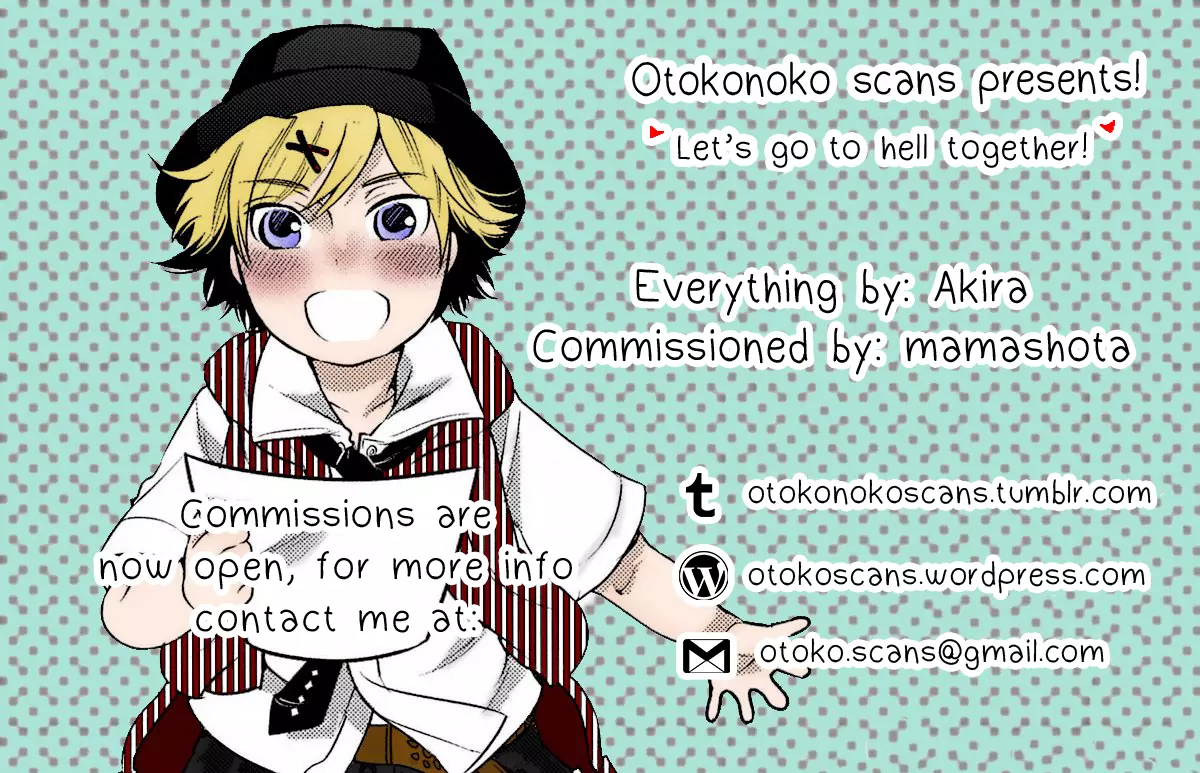 Otokonoko scans presents!
Let's go to hell together!
Everything by: Akira
Commissioned by: mamashota
Commissions are
now open, for more info
contact me at:
t otokonokoscans.tumblr.com
otokoscans.wordpress.com
otoko.scans@gmail.com